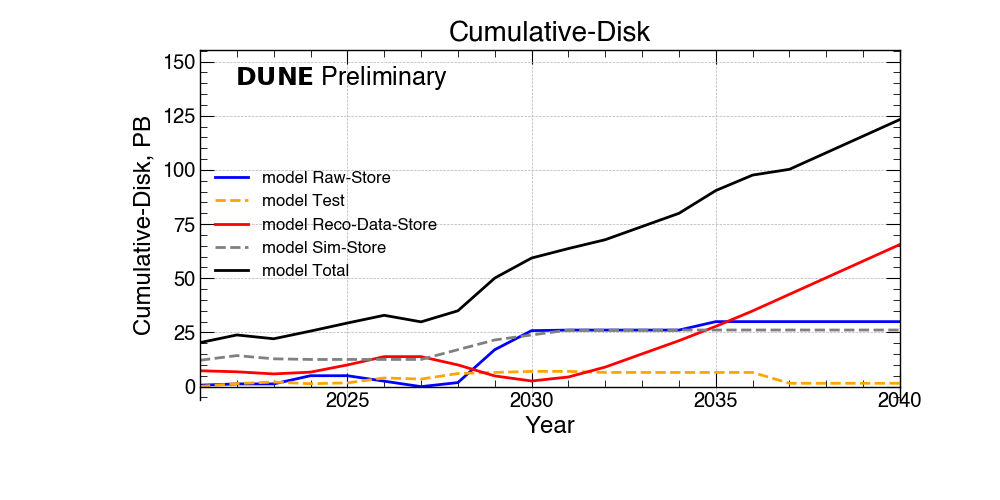 Cumulative-Disk
DUNE Preliminary
150
125
100
75
50
25
0
Cumulative-Disk, PB
model Raw-Store
model Test
model Reco-Data-Store
model Sim-Store
model Total
2025
2030
2035
2040
Year